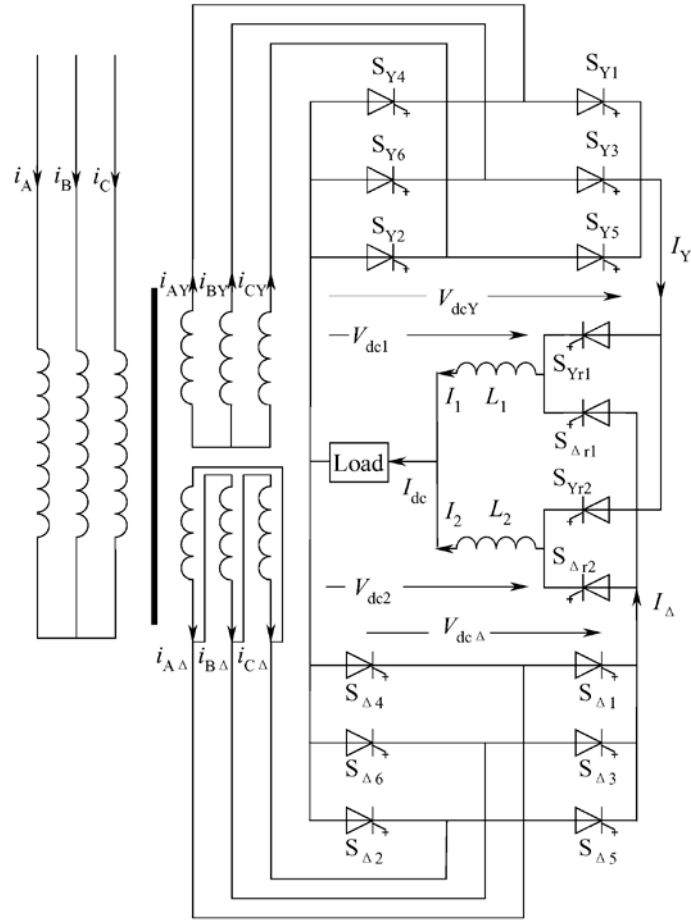 S_Y4 S_Y1
i_A i_B i_C
S_Y6 S_Y3
S_Y2 S_Y5
I_Y
i_AY i_BY i_CY
V_dcY
V_dc1
S_Yr1
I_1 L_1
S_Δr1
Load
I_dc
S_Yr2
I_2 L_2
S_Δr2
V_dc2
I_Δ
V_dcΔ
i_AΔ i_BΔ i_CΔ
S_Δ4 S_Δ1
S_Δ6 S_Δ3
S_Δ2 S_Δ5